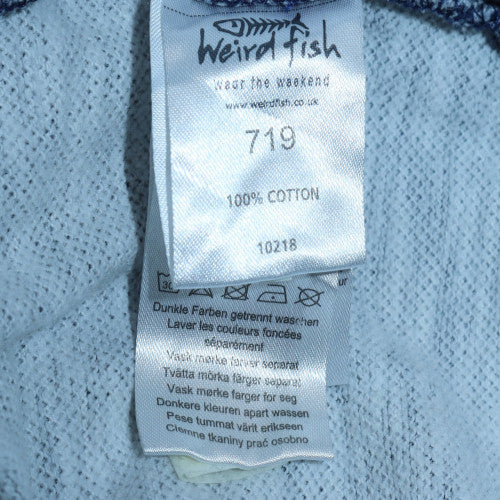 weird fish
wear the weekend
www.weirdfish.co.uk
719
100% COTTON
10218
30
Dunkle Farben getrennt waschen
Laver les couleurs foncées
séparément
Vask mørke farver separat
Tvätta mörka färger separat
Vask mørke farger for seg
Donkere kleuren apart wassen
Pese tummat värit erikseen
Ciemne tkaniny prać osobno